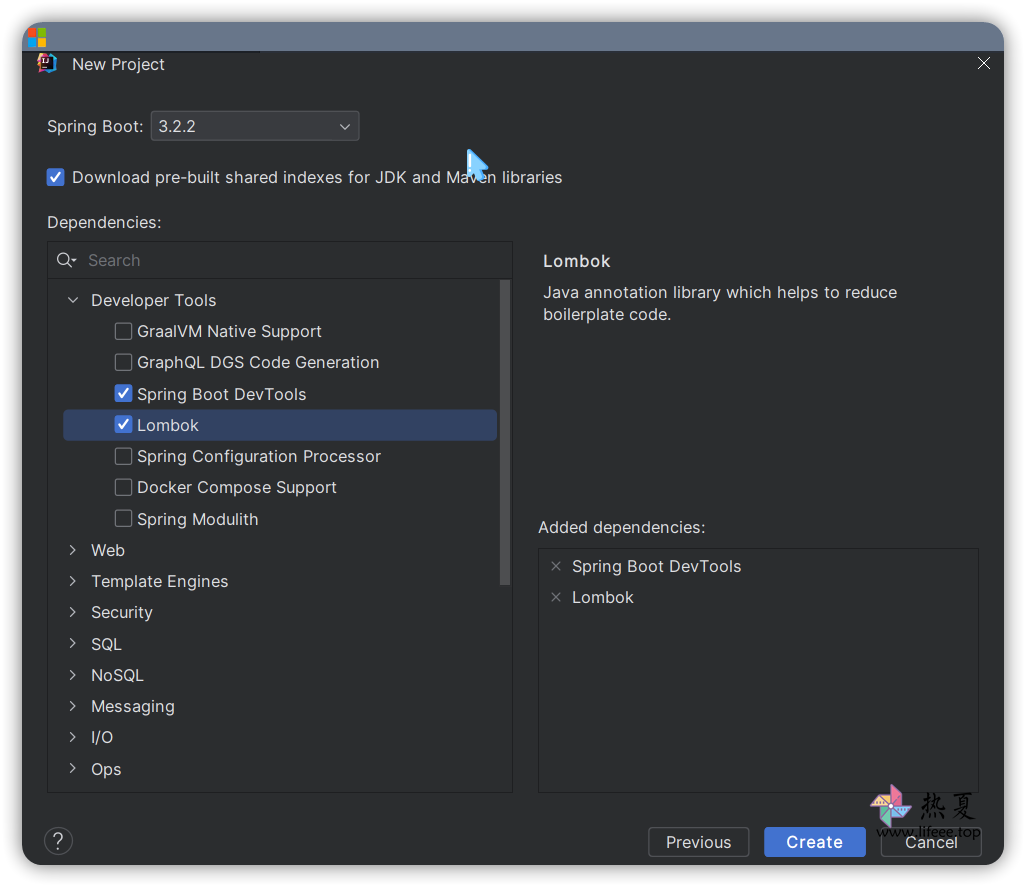 New Project
Spring Boot: 3.2.2
Download pre-built shared indexes for JDK and Maven libraries
Dependencies:
Search
Developer Tools
GraalVM Native Support
GraphQL DGS Code Generation
Spring Boot DevTools
Lombok
Spring Configuration Processor
Docker Compose Support
Spring Modulith
Web
Template Engines
Security
SQL
NoSQL
Messaging
I/O
Ops
Lombok
Java annotation library which helps to reduce
boilerplate code.
Added dependencies:
Spring Boot DevTools
Lombok
热夏
www.lifeee.top
?
Previous
Create
Cancel